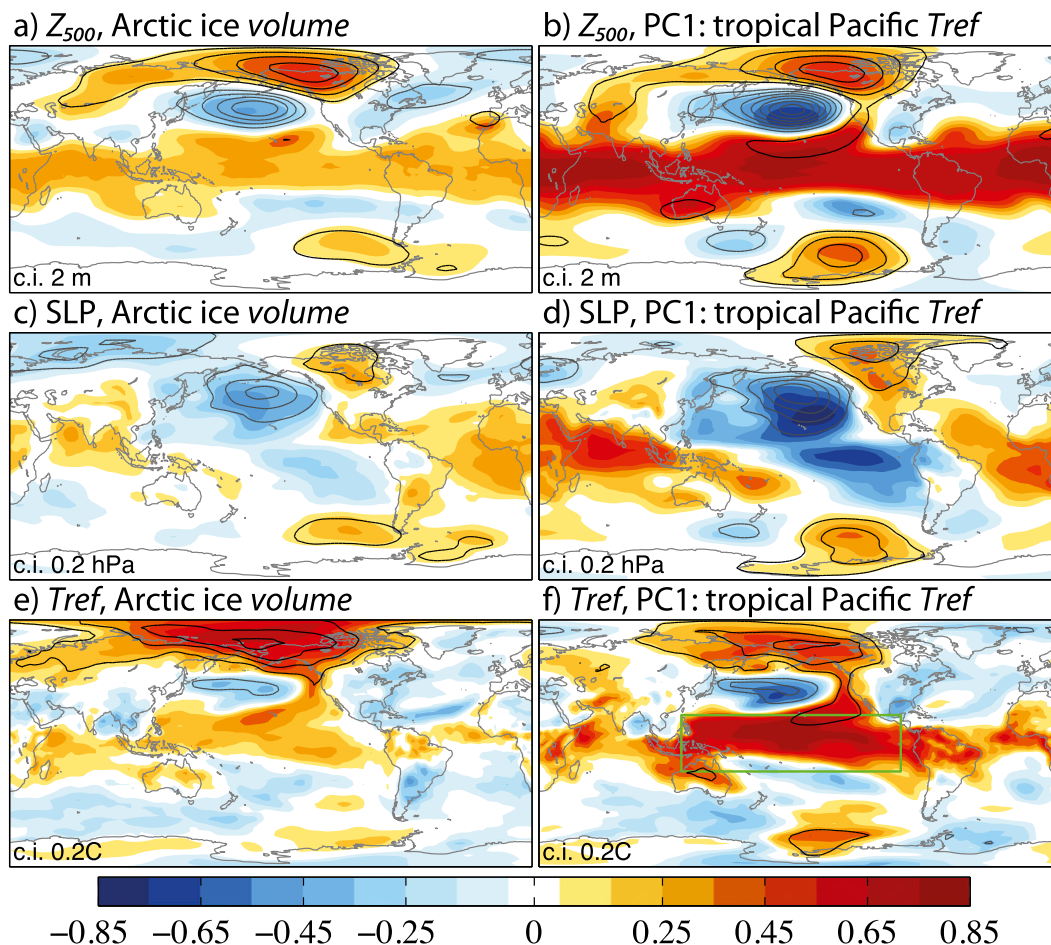 a) Z500, Arctic ice volume
b) Z500, PC1: tropical Pacific Tref
c.i. 2 m
c.i. 2 m
c) SLP, Arctic ice volume
d) SLP, PC1: tropical Pacific Tref
c.i. 0.2 hPa
c.i. 0.2 hPa
e) Tref, Arctic ice volume
f) Tref, PC1: tropical Pacific Tref
c.i. 0.2C
c.i. 0.2C
−0.85 −0.65 −0.45 −0.25 0 0.25 0.45 0.65 0.85